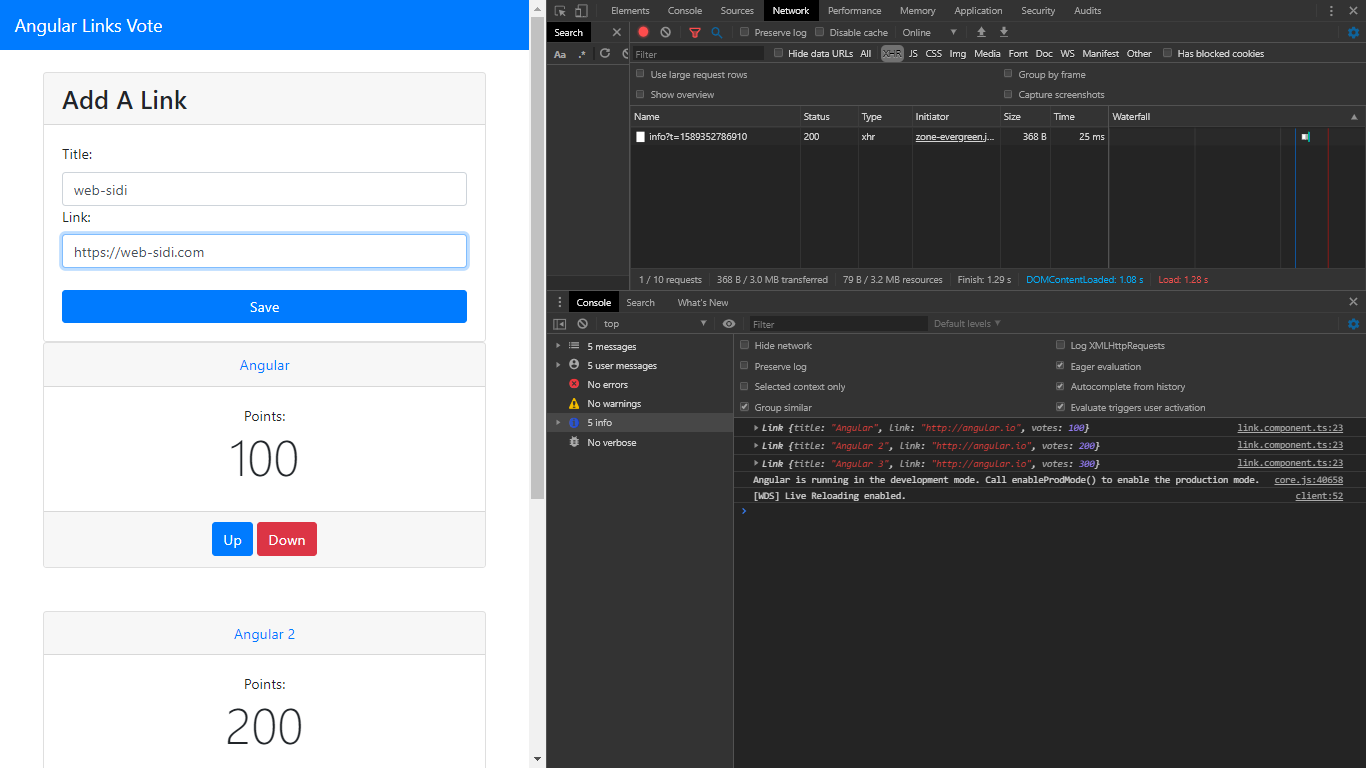 Angular Links Vote
Add A Link
Title:
web-sidi
Link:
https://web-sidi.com
Save
Angular
Points:
100
Up Down
Angular 2
Points:
200
Elements Console Sources Network Performance Memory Application Security Audits
Search
Preserve log Disable cache Online
Aa .*
Filter Hide data URLs All XHR JS CSS Img Media Font Doc WS Manifest Other Has blocked cookies
Use large request rows Group by frame
Show overview Capture screenshots
Name Status Type Initiator Size Time Waterfall
info?t=1589352786910 200 xhr zone-evergreen.j... 368 B 25 ms
1 / 10 requests 368 B / 3.0 MB transferred 79 B / 3.2 MB resources Finish: 1.29 s DOMContentLoaded: 1.08 s Load: 1.28 s
Console Search What's New
top Filter Default levels
5 messages
5 user messages
No errors
No warnings
5 info
No verbose
Hide network Log XMLHttpRequests
Preserve log Eager evaluation
Selected context only Autocomplete from history
Group similar Evaluate triggers user activation
Link {title: "Angular", link: "http://angular.io", votes: 100} link.component.ts:23
Link {title: "Angular 2", link: "http://angular.io", votes: 200} link.component.ts:23
Link {title: "Angular 3", link: "http://angular.io", votes: 300} link.component.ts:23
Angular is running in the development mode. Call enableProdMode() to enable the production mode. core.js:40658
[WDS] Live Reloading enabled. client:52